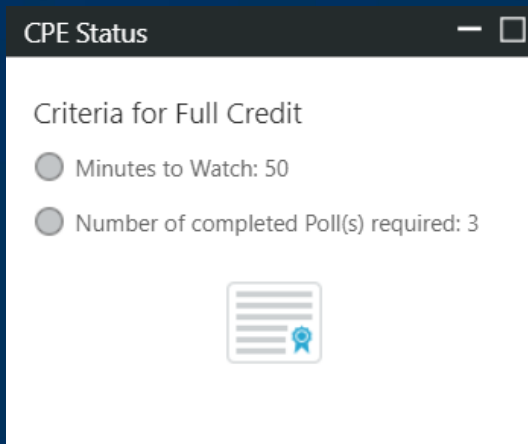 CPE Status
Criteria for Full Credit
Minutes to Watch: 50
Number of completed Poll(s) required: 3